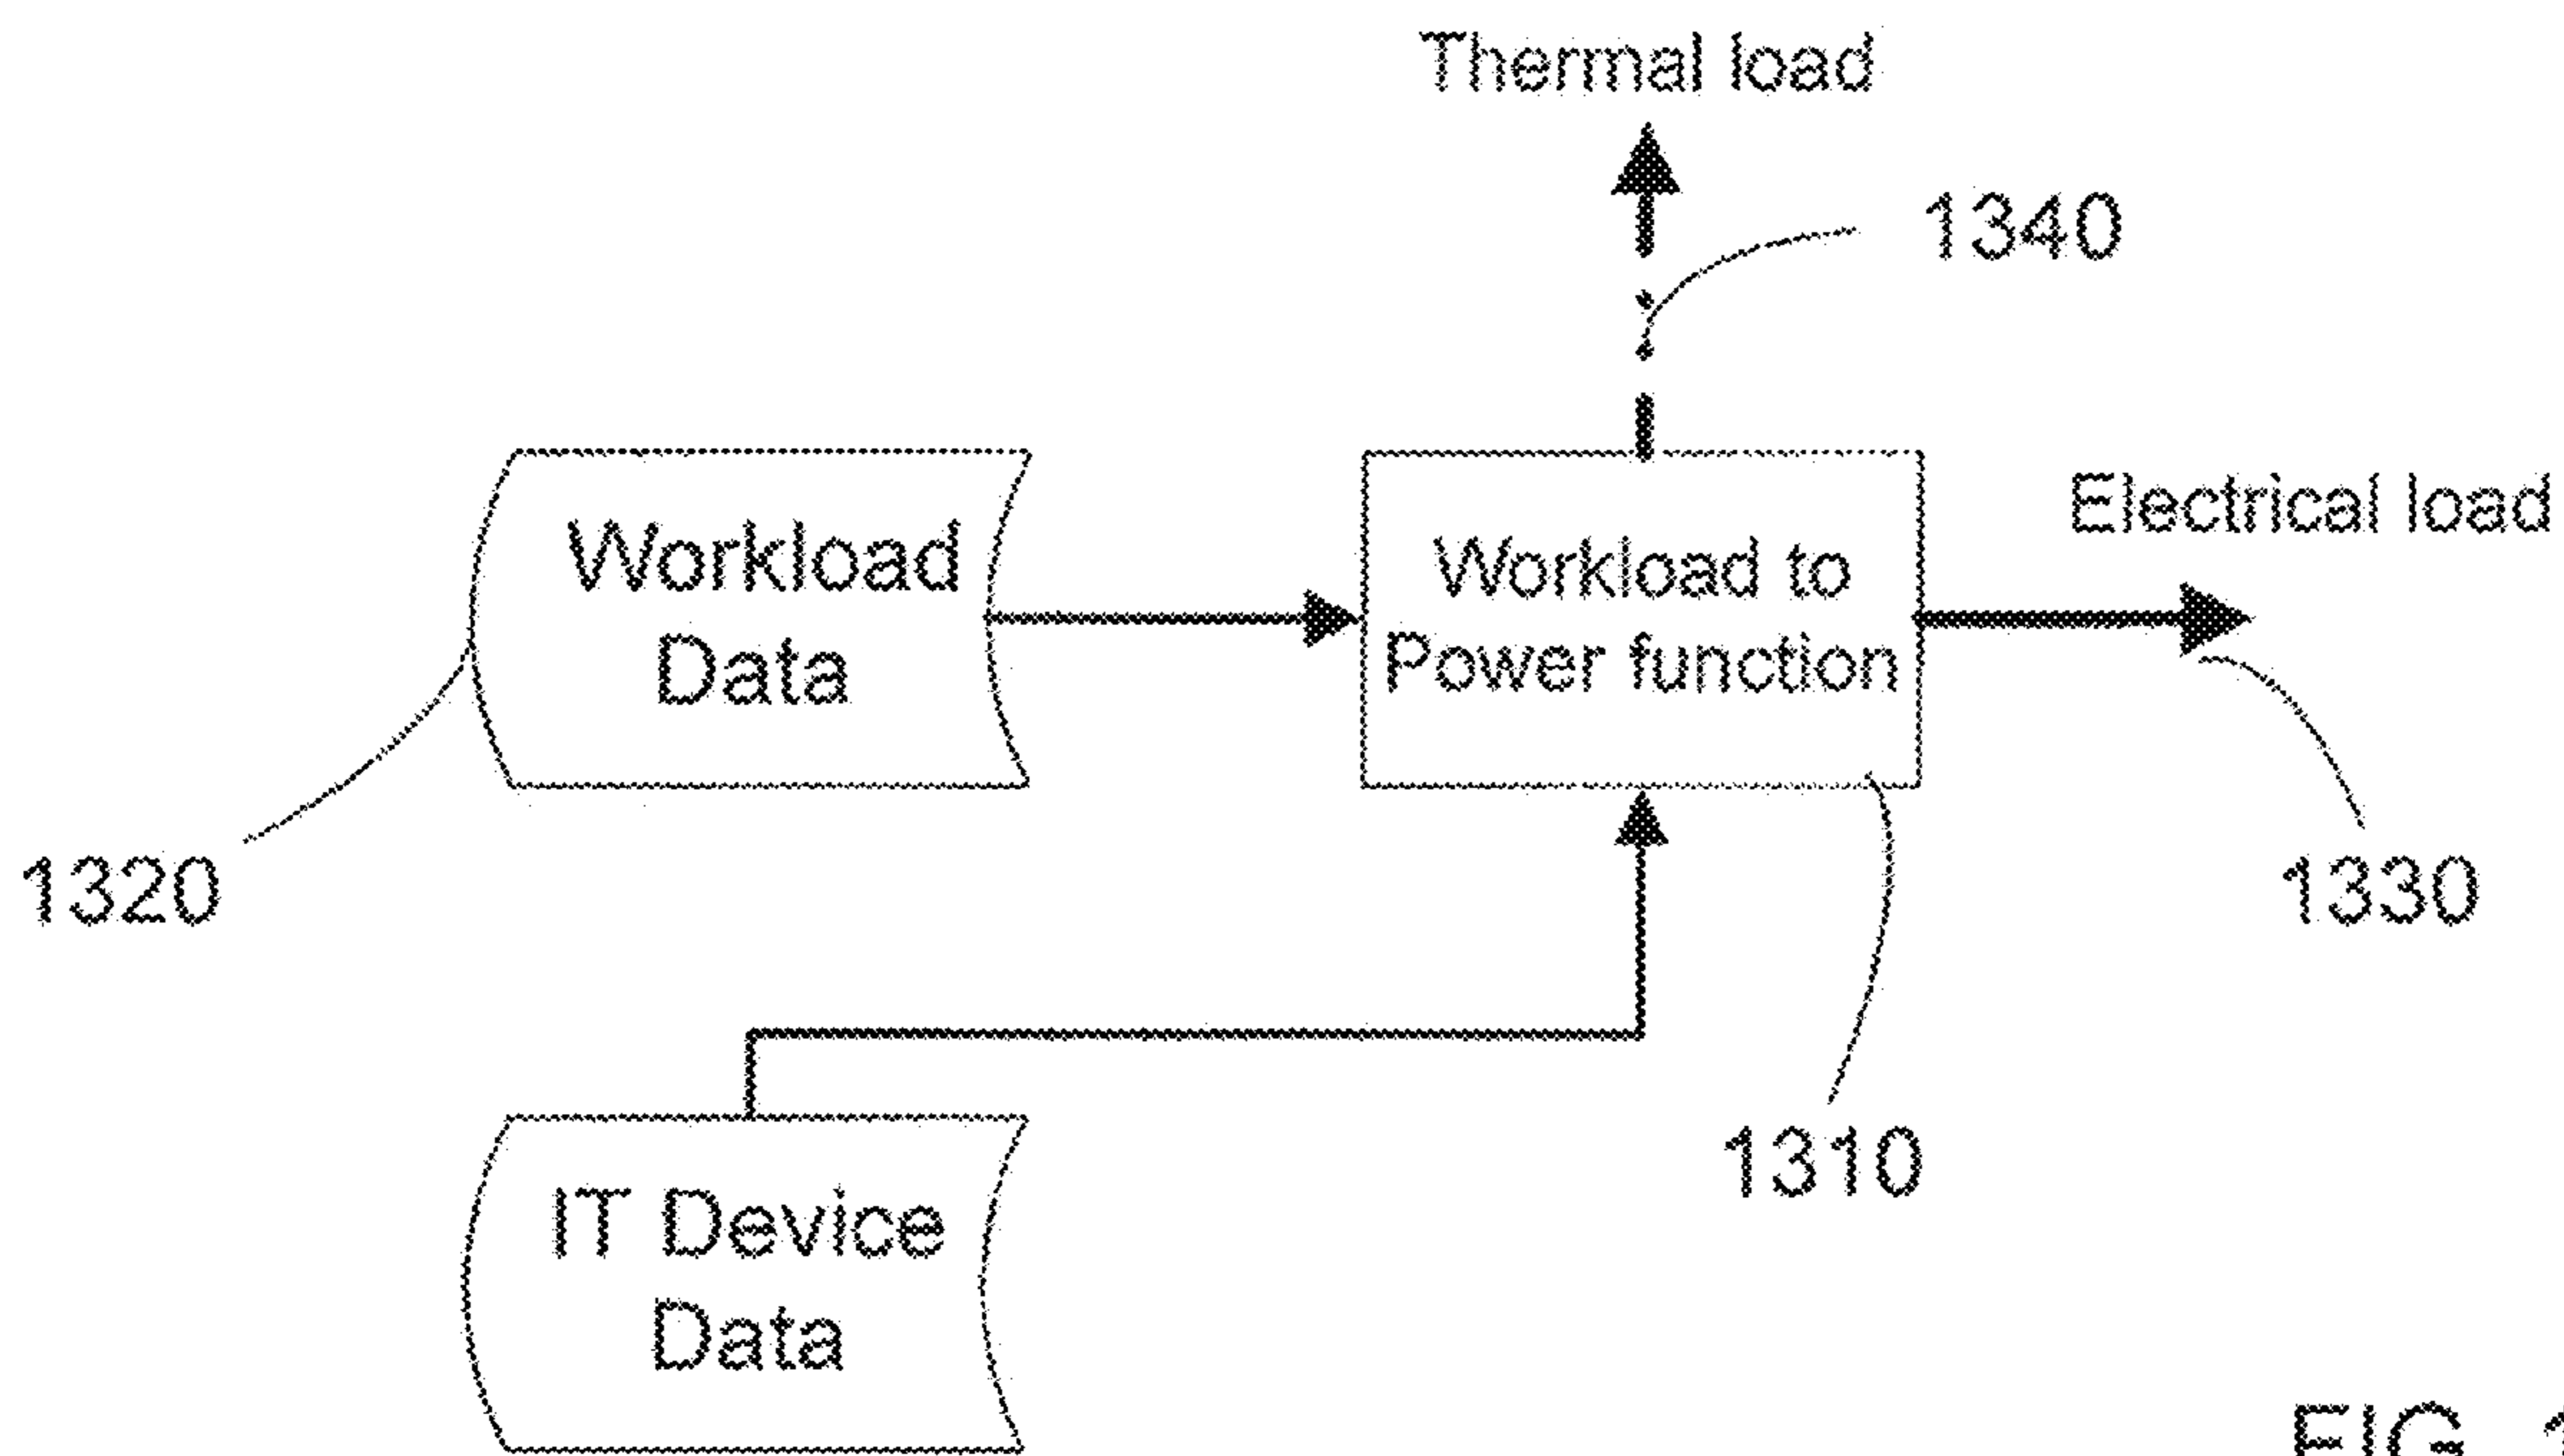 Thermal load
1340
Electrical load
Workload
Data
Workload to
Power function
1320
1330
1310
IT Device
Data